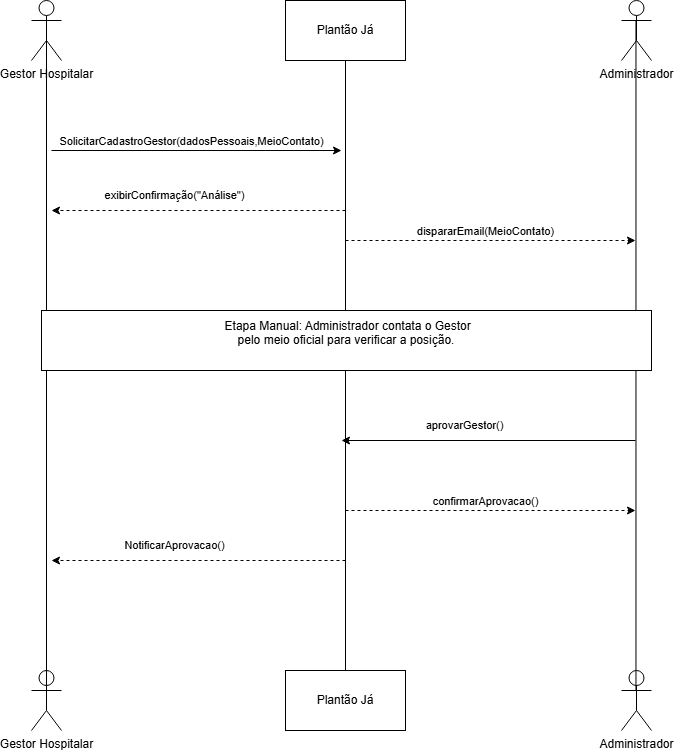 Plantão Já
Gestor Hospitalar
Administrador
SolicitarCadastroGestor(dadosPessoais,MeioContato)
exibirConfirmação("Análise")
dispararEmail(MeioContato)
Etapa Manual: Administrador contata o Gestor
pelo meio oficial para verificar a posição.
aprovarGestor()
confirmarAprovacao()
NotificarAprovacao()
Plantão Já
Gestor Hospitalar
Administrador